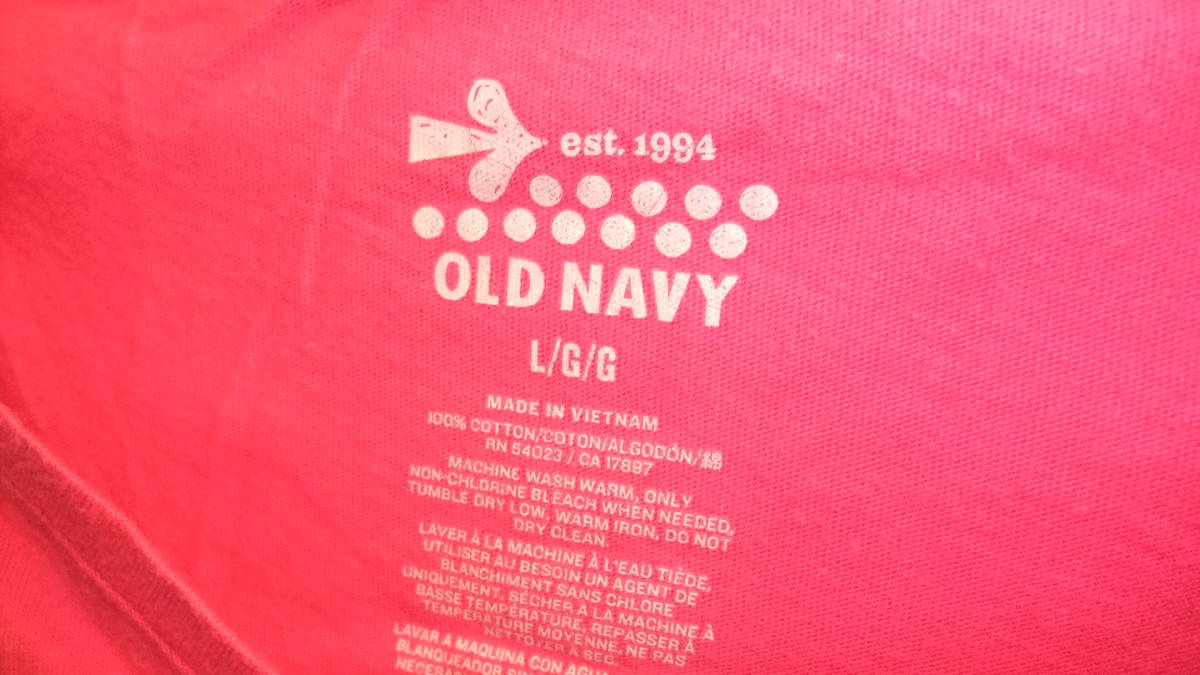 est. 1994
OLD NAVY
L/G/G
MADE IN VIETNAM
100% COTTON/COTON/ALGODÓN/綿
RN 54023 / CA 17897
MACHINE WASH WARM, ONLY
NON-CHLORINE BLEACH WHEN NEEDED,
TUMBLE DRY LOW, WARM IRON, DO NOT
DRY CLEAN.
LAVER À LA MACHINE À L'EAU TIÈDE,
UTILISER AU BESOIN UN AGENT DE
BLANCHIMENT SANS CHLORE
UNIQUEMENT, SÉCHER À LA MACHINE À
BASSE TEMPÉRATURE, REPASSER À
TEMPÉRATURE MOYENNE, NE PAS
NETTOYER À SEC.
LAVAR A MAQUINA CON AGUA
BLANQUEADOR